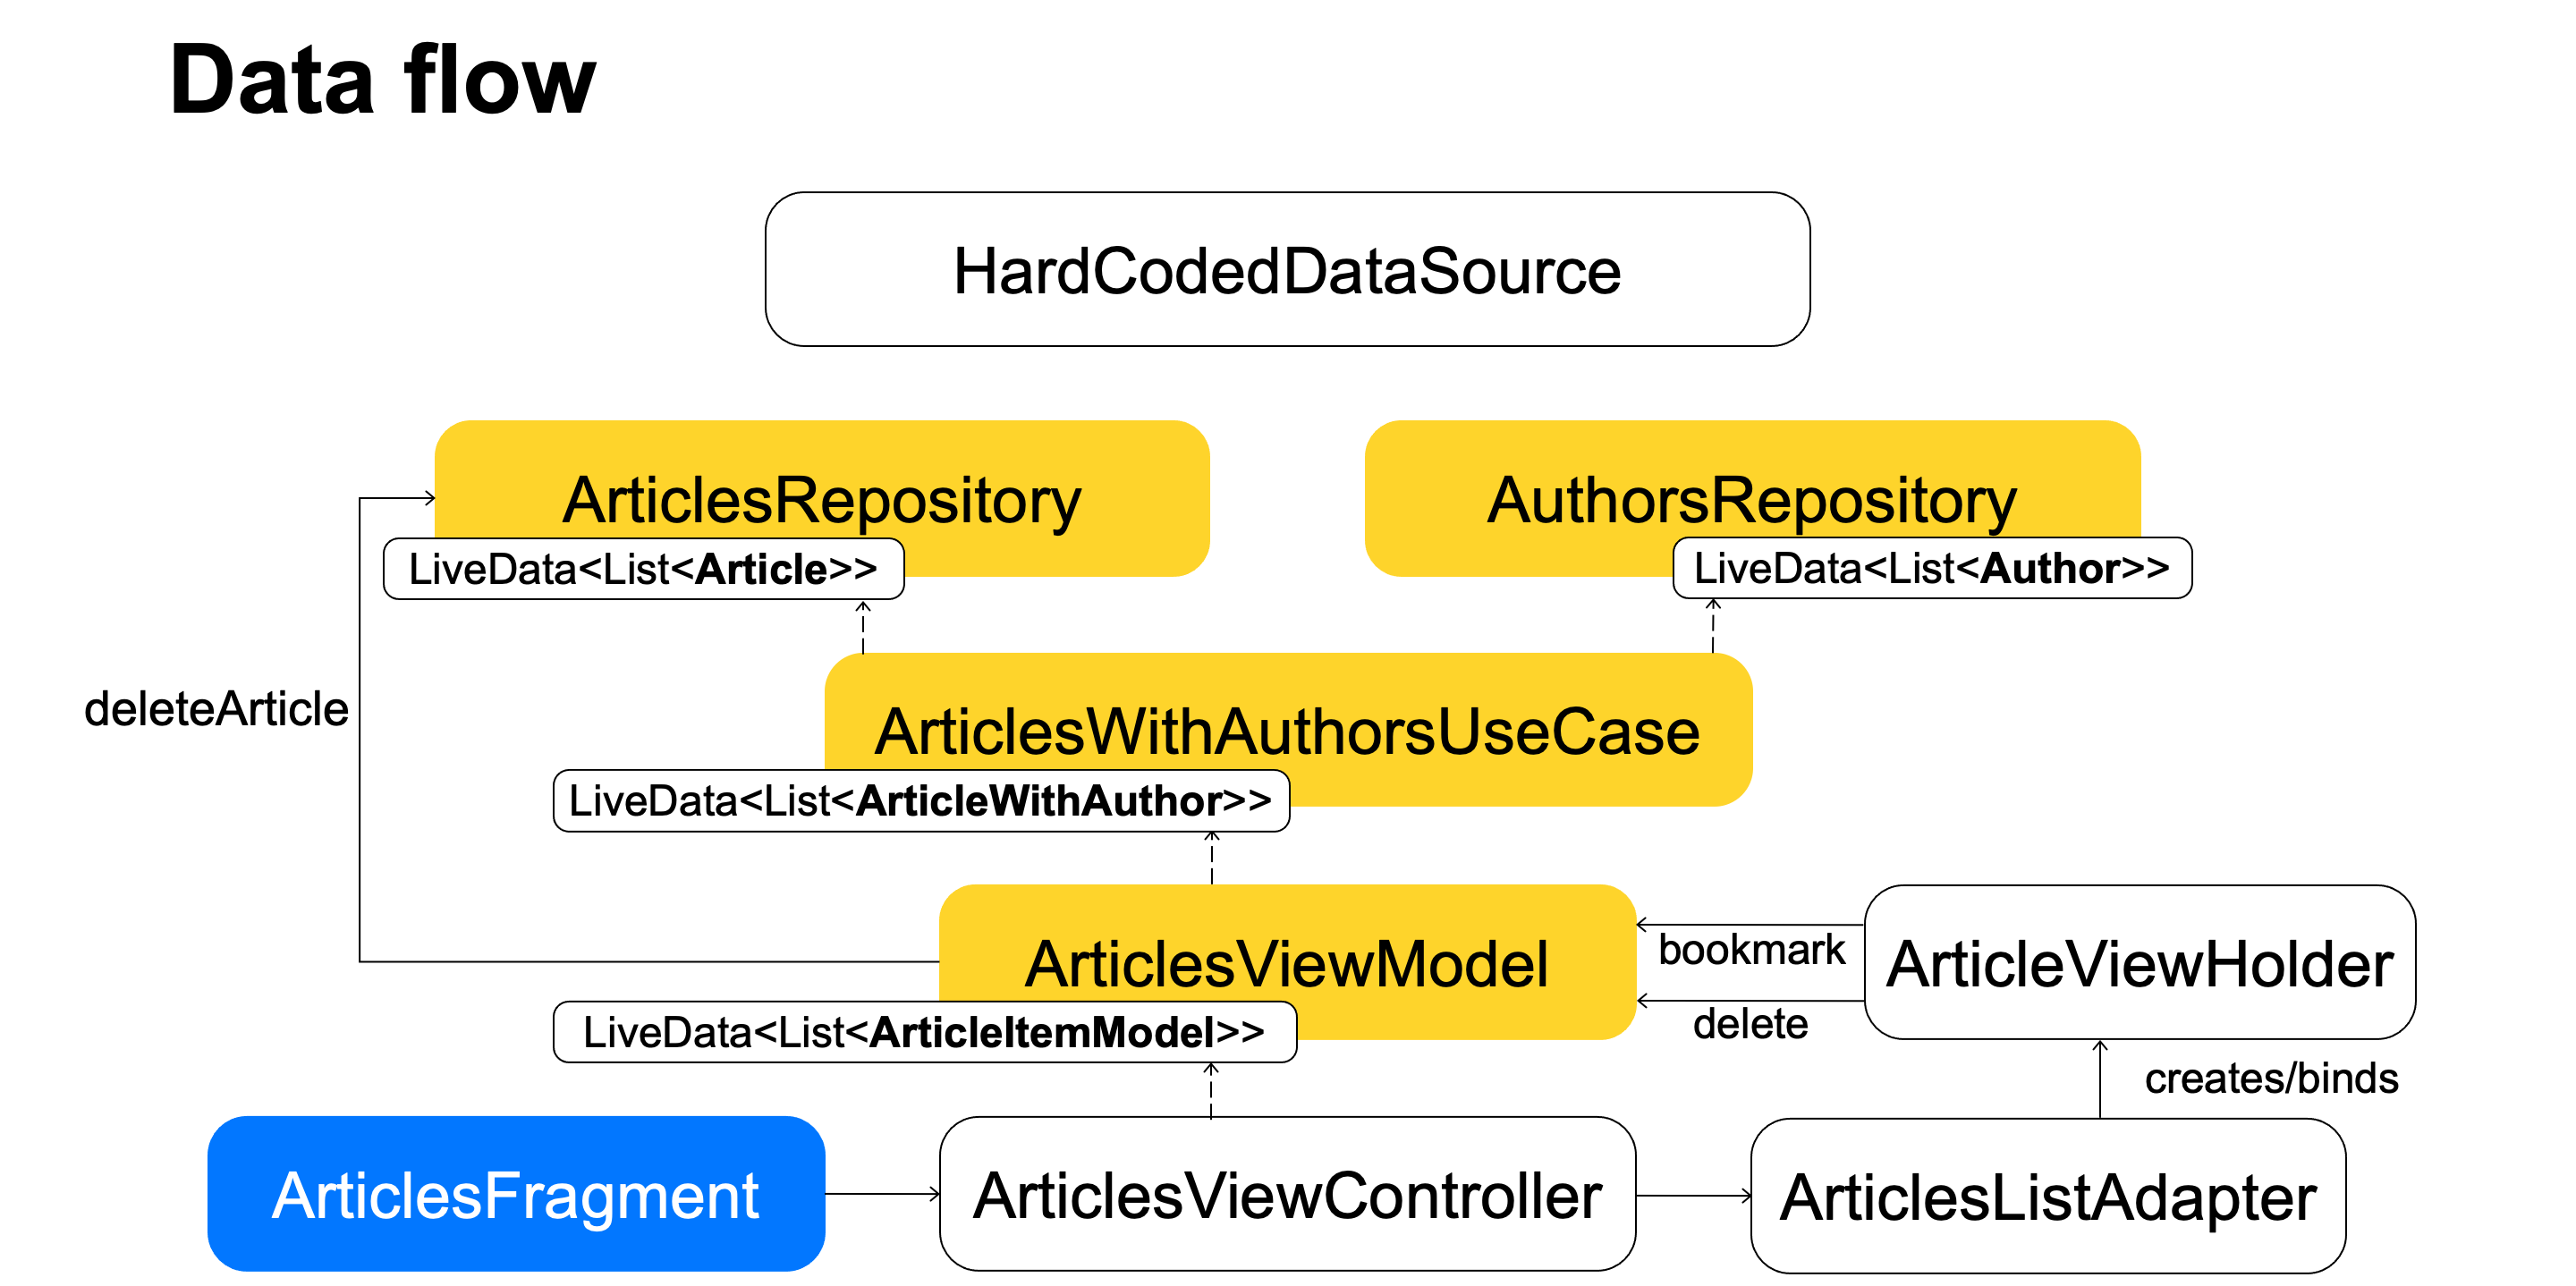 Data flow
HardCodedDataSource
ArticlesRepository
AuthorsRepository
LiveData<List<Article>>
LiveData<List<Author>>
deleteArticle
ArticlesWithAuthorsUseCase
LiveData<List<ArticleWithAuthor>>
ArticlesViewModel
bookmark
ArticleViewHolder
delete
LiveData<List<ArticleItemModel>>
creates/binds
ArticlesFragment
ArticlesViewController
ArticlesListAdapter